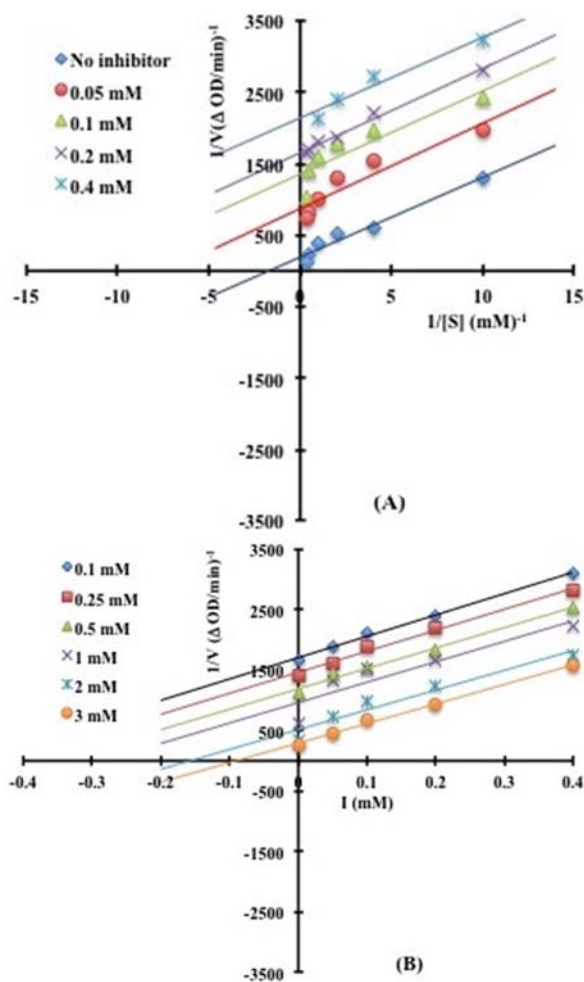 3500
2500
1500
500
-500
-1500
-2500
-3500
No inhibitor
0.05 mM
0.1 mM
0.2 mM
0.4 mM
1/V(Δ OD/min)-1
-15 -10 -5 0 5 10 15
1/[S] (mM)-1
(A)
3500
2500
1500
500
-500
-1500
-2500
-3500
0.1 mM
0.25 mM
0.5 mM
1 mM
2 mM
3 mM
1/V (Δ OD/min)-1
-0.4 -0.3 -0.2 -0.1 0 0.1 0.2 0.3 0.4
I (mM)
(B)